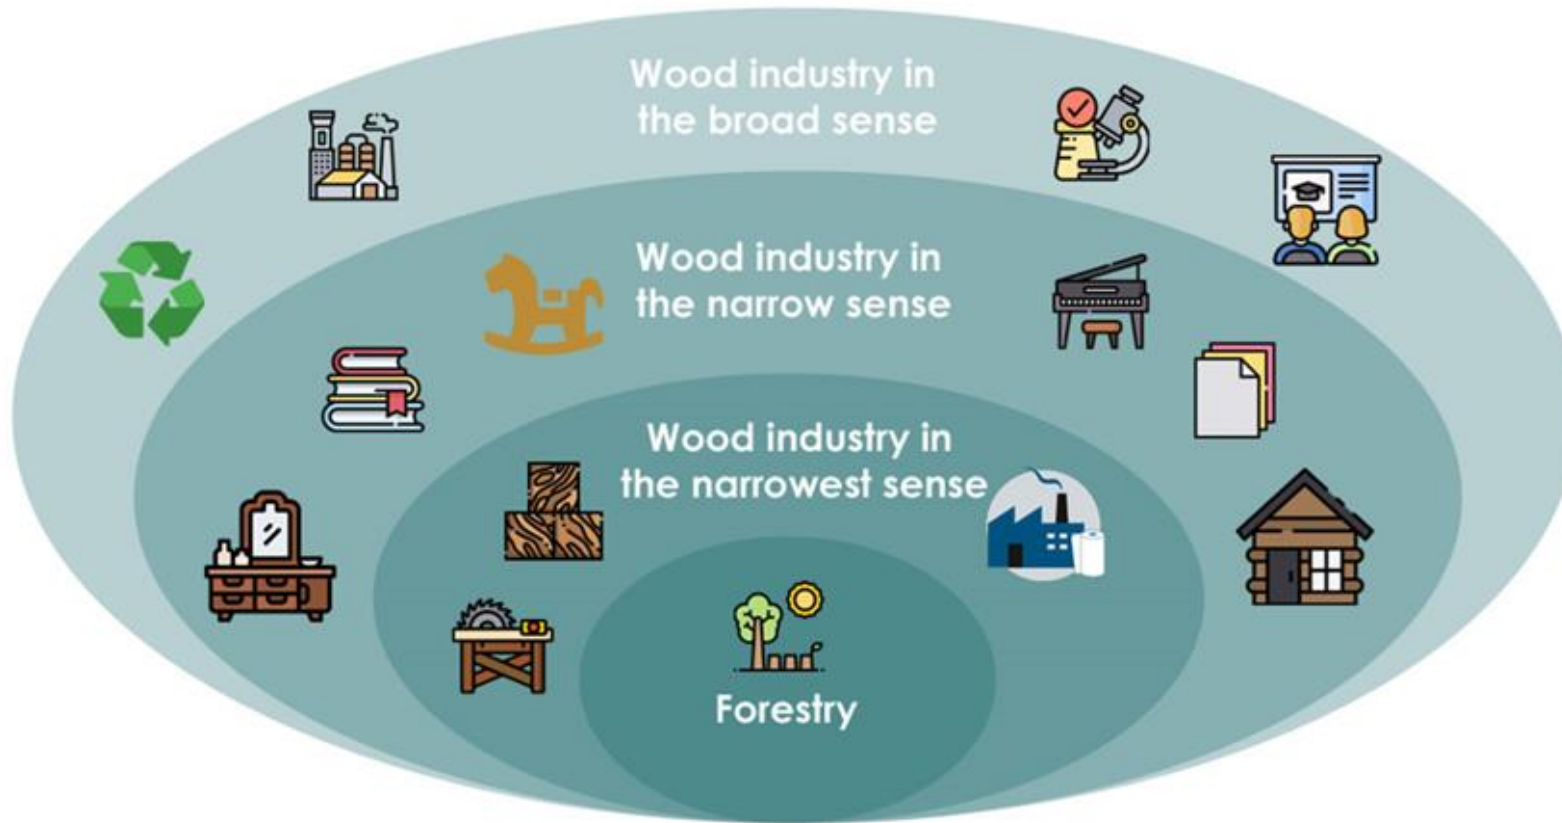 Wood industry in
the broad sense
Wood industry in
the narrow sense
Wood industry in
the narrowest sense
Forestry